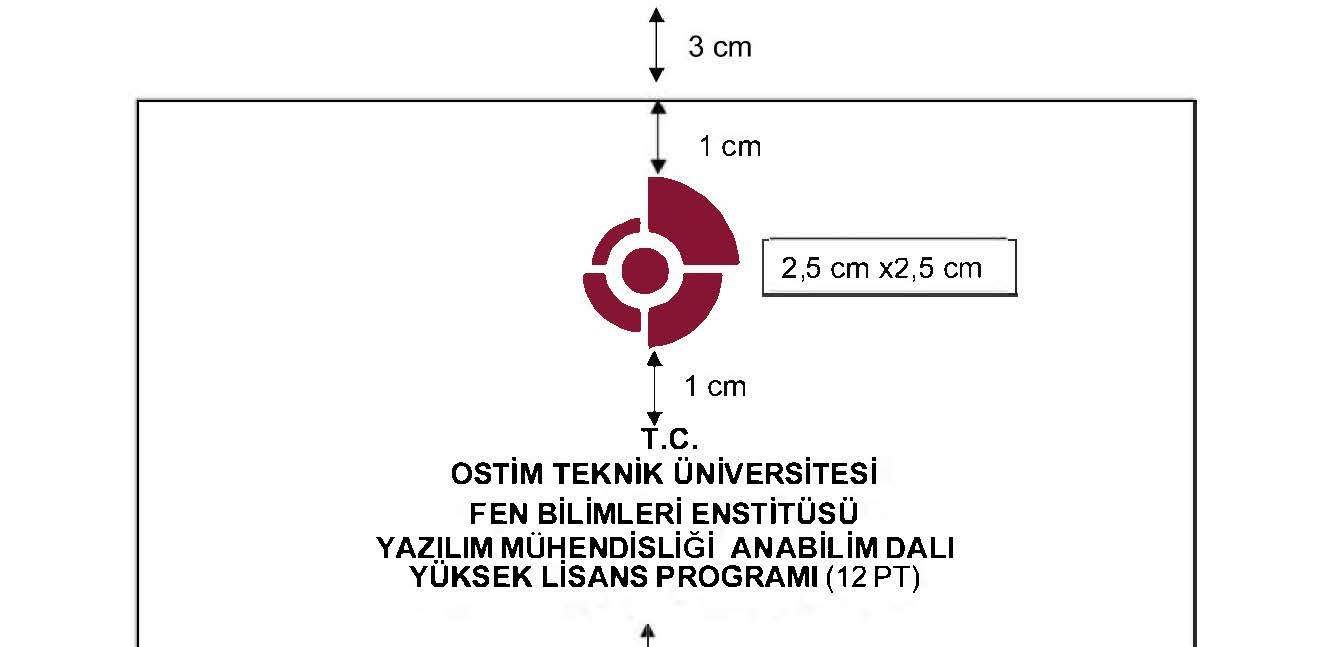 3 cm
1 cm
2,5 cm x2,5 cm
1 cm
T.C.
OSTİM TEKNİK ÜNİVERSİTESİ
FEN BİLİMLERİ ENSTİTÜSÜ
YAZILIM MÜHENDİSLİĞİ ANABİLİM DALI
YÜKSEK LİSANS PROGRAMI (12 PT)